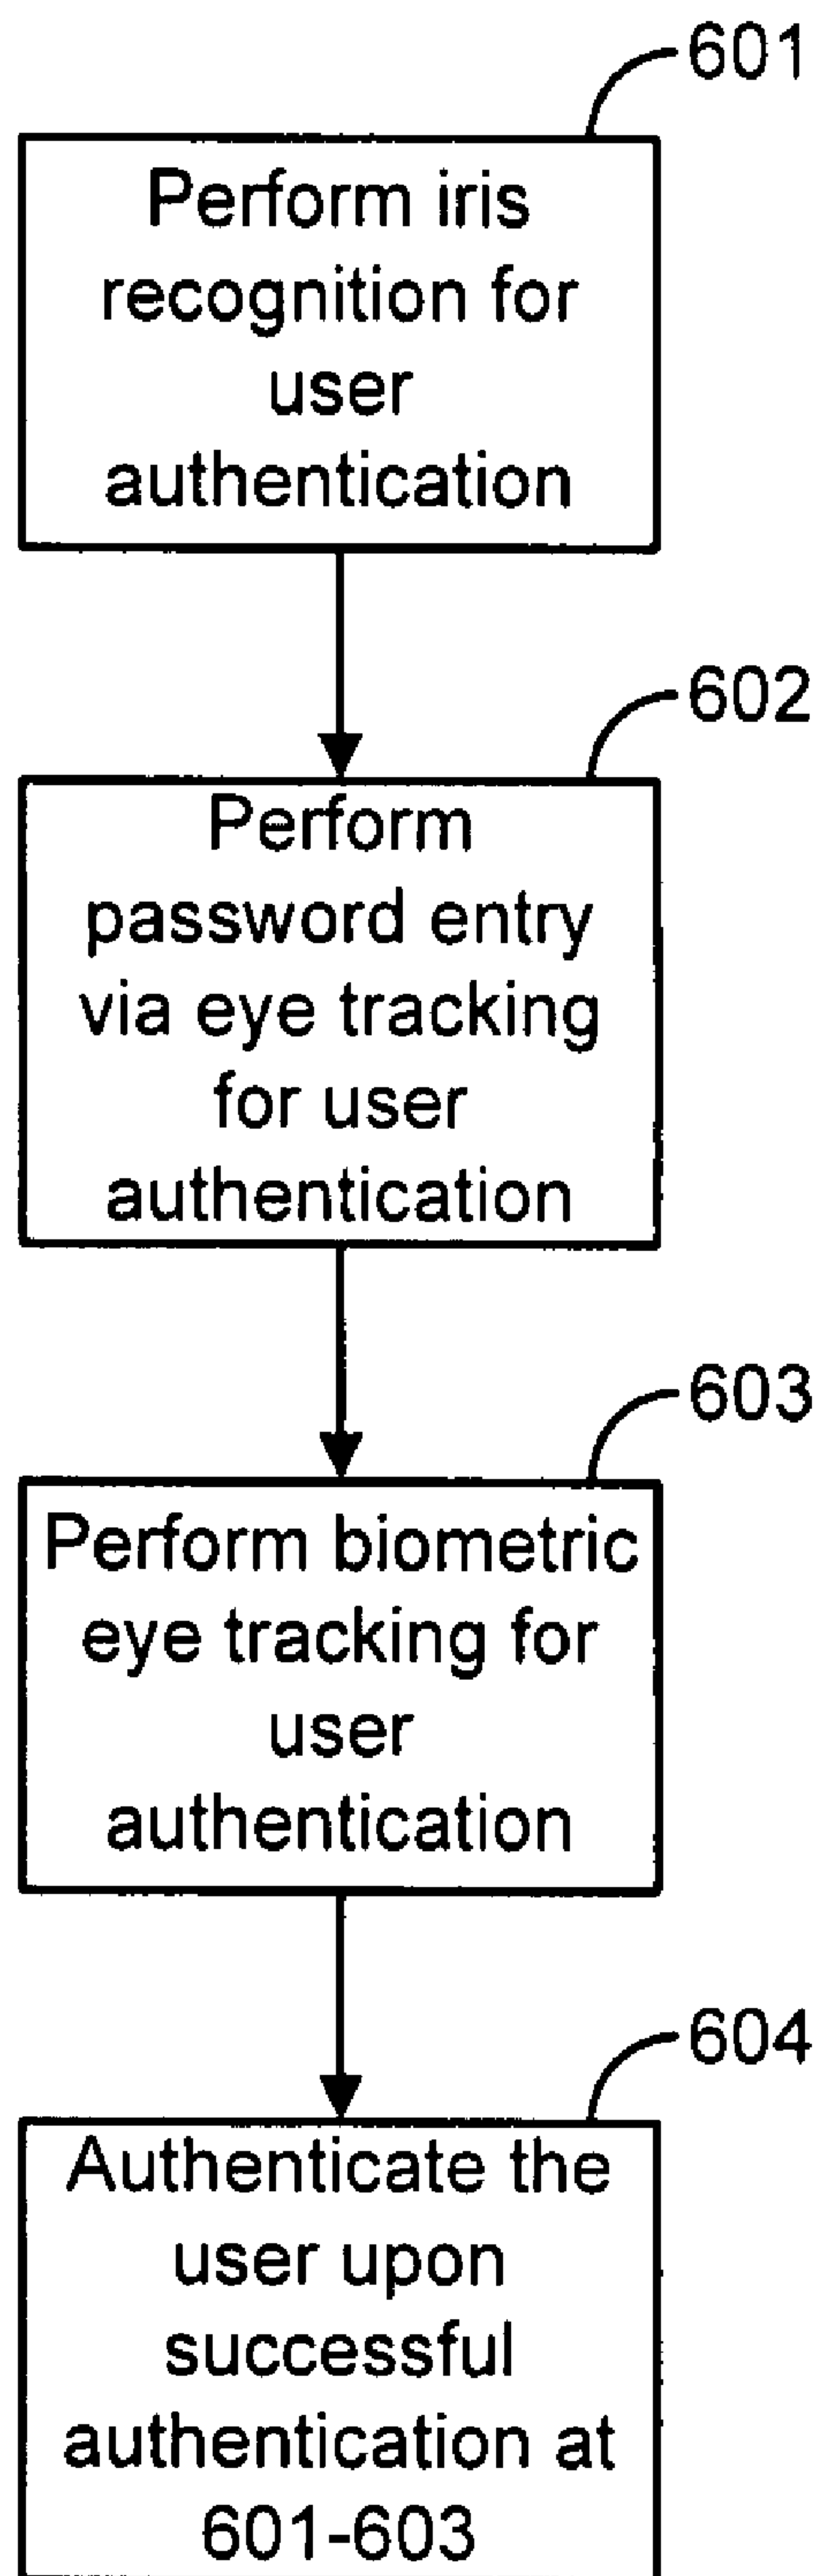 601
Perform iris
recognition for
user
authentication
602
Perform
password entry
via eye tracking
for user
authentication
603
Perform biometric
eye tracking for
user
authentication
604
Authenticate the
user upon
successful
authentication at
601-603